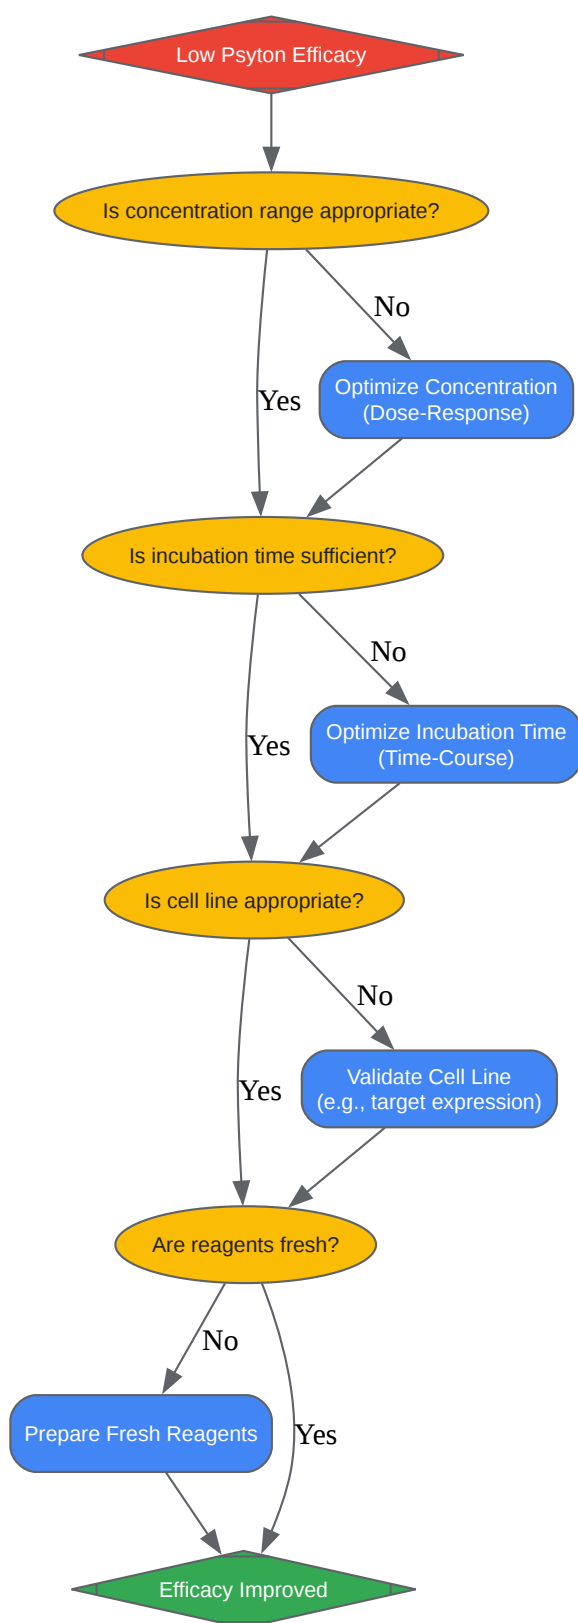 Low Psyton Efficacy
Is concentration range appropriate?
No
Optimize Concentration
(Dose-Response)
Yes
Is incubation time sufficient?
No
Optimize Incubation Time
(Time-Course)
Yes
Is cell line appropriate?
No
Validate Cell Line
(e.g., target expression)
Yes
Are reagents fresh?
No
Prepare Fresh Reagents
Yes
Efficacy Improved